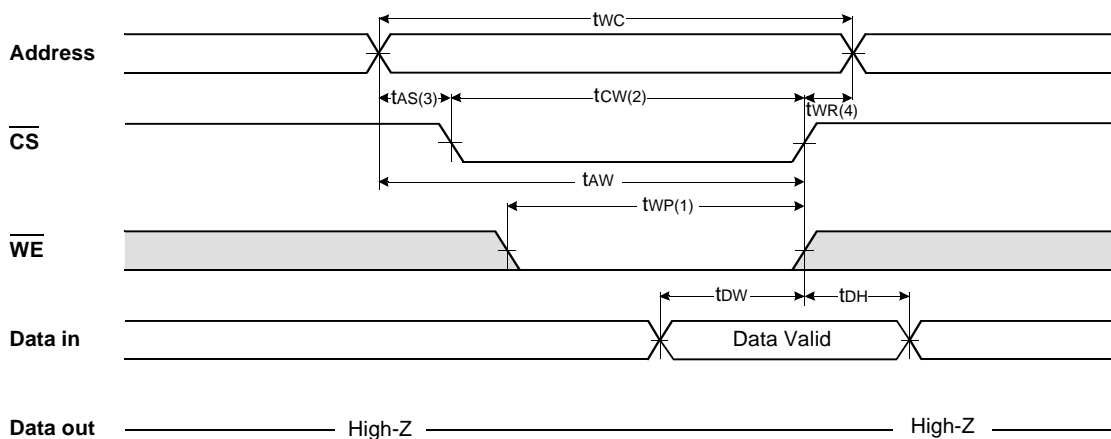 tWC
Address
tAS(3) tCW(2) tWR(4)
CS
tAW
tWP(1)
WE
tDW tDH
Data in Data Valid
Data out High-Z High-Z